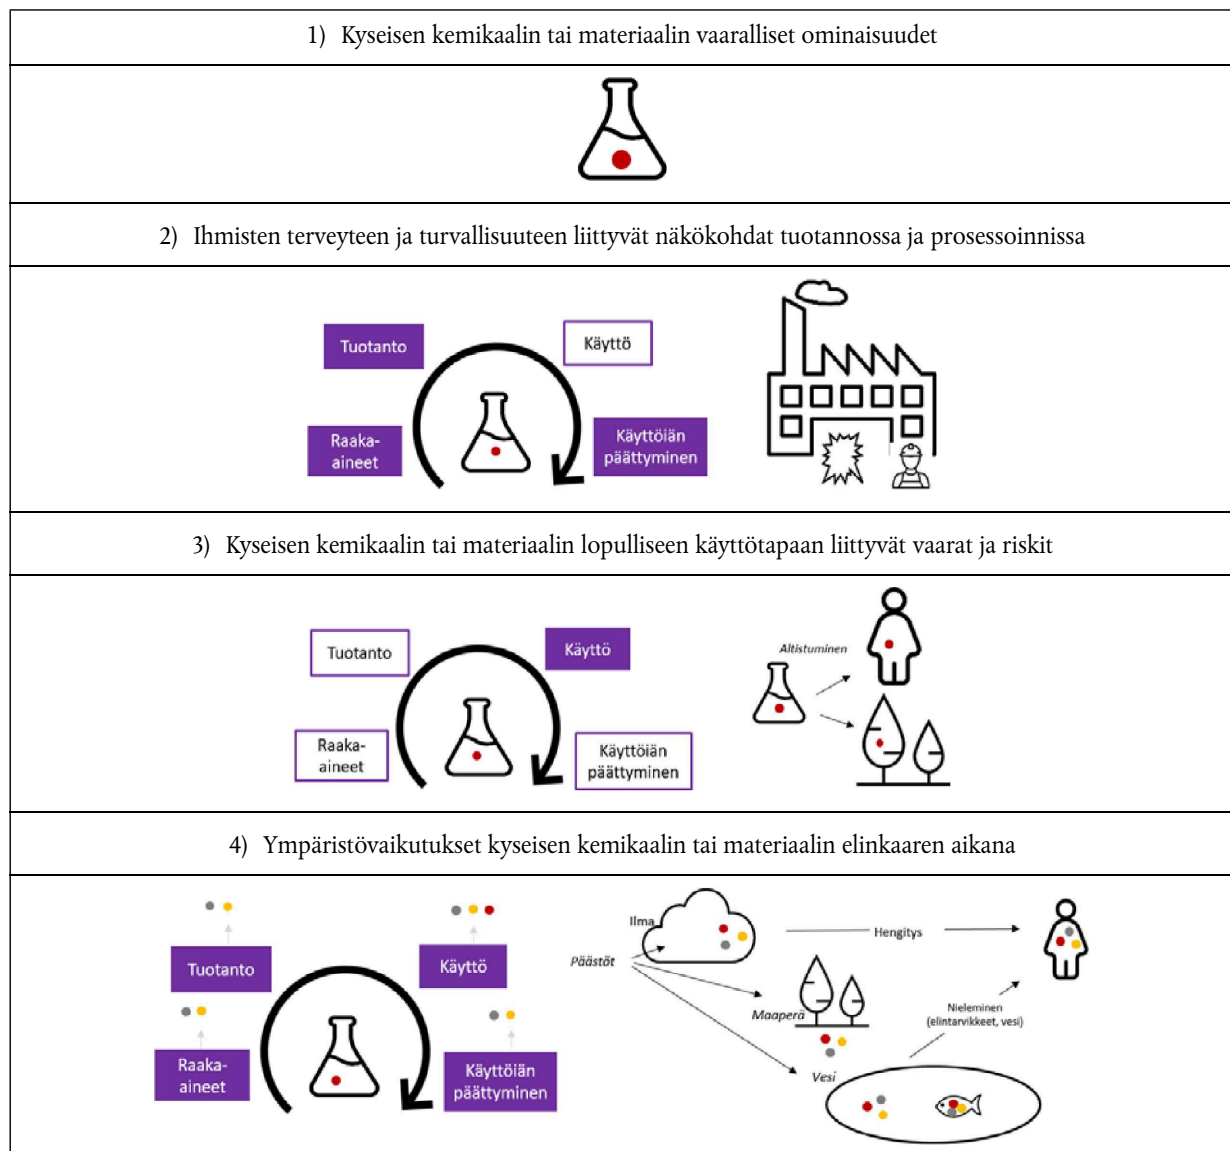 1) Kyseisen kemikaalin tai materiaalin vaaralliset ominaisuudet
2) Ihmisten terveyteen ja turvallisuuteen liittyvät näkökohdat tuotannossa ja prosessoinnissa
Tuotanto
Käyttö
Raaka-
aineet
Käyttöiän
päättyminen
3) Kyseisen kemikaalin tai materiaalin lopulliseen käyttötapaan liittyvät vaarat ja riskit
Tuotanto
Käyttö
Raaka-
aineet
Käyttöiän
päättyminen
Altistuminen
4) Ympäristövaikutukset kyseisen kemikaalin tai materiaalin elinkaaren aikana
Tuotanto
Käyttö
Raaka-
aineet
Käyttöiän
päättyminen
Päästöt
Ilma
Hengitys
Maaperä
Nieleminen
(elintarvikkeet, vesi)
Vesi